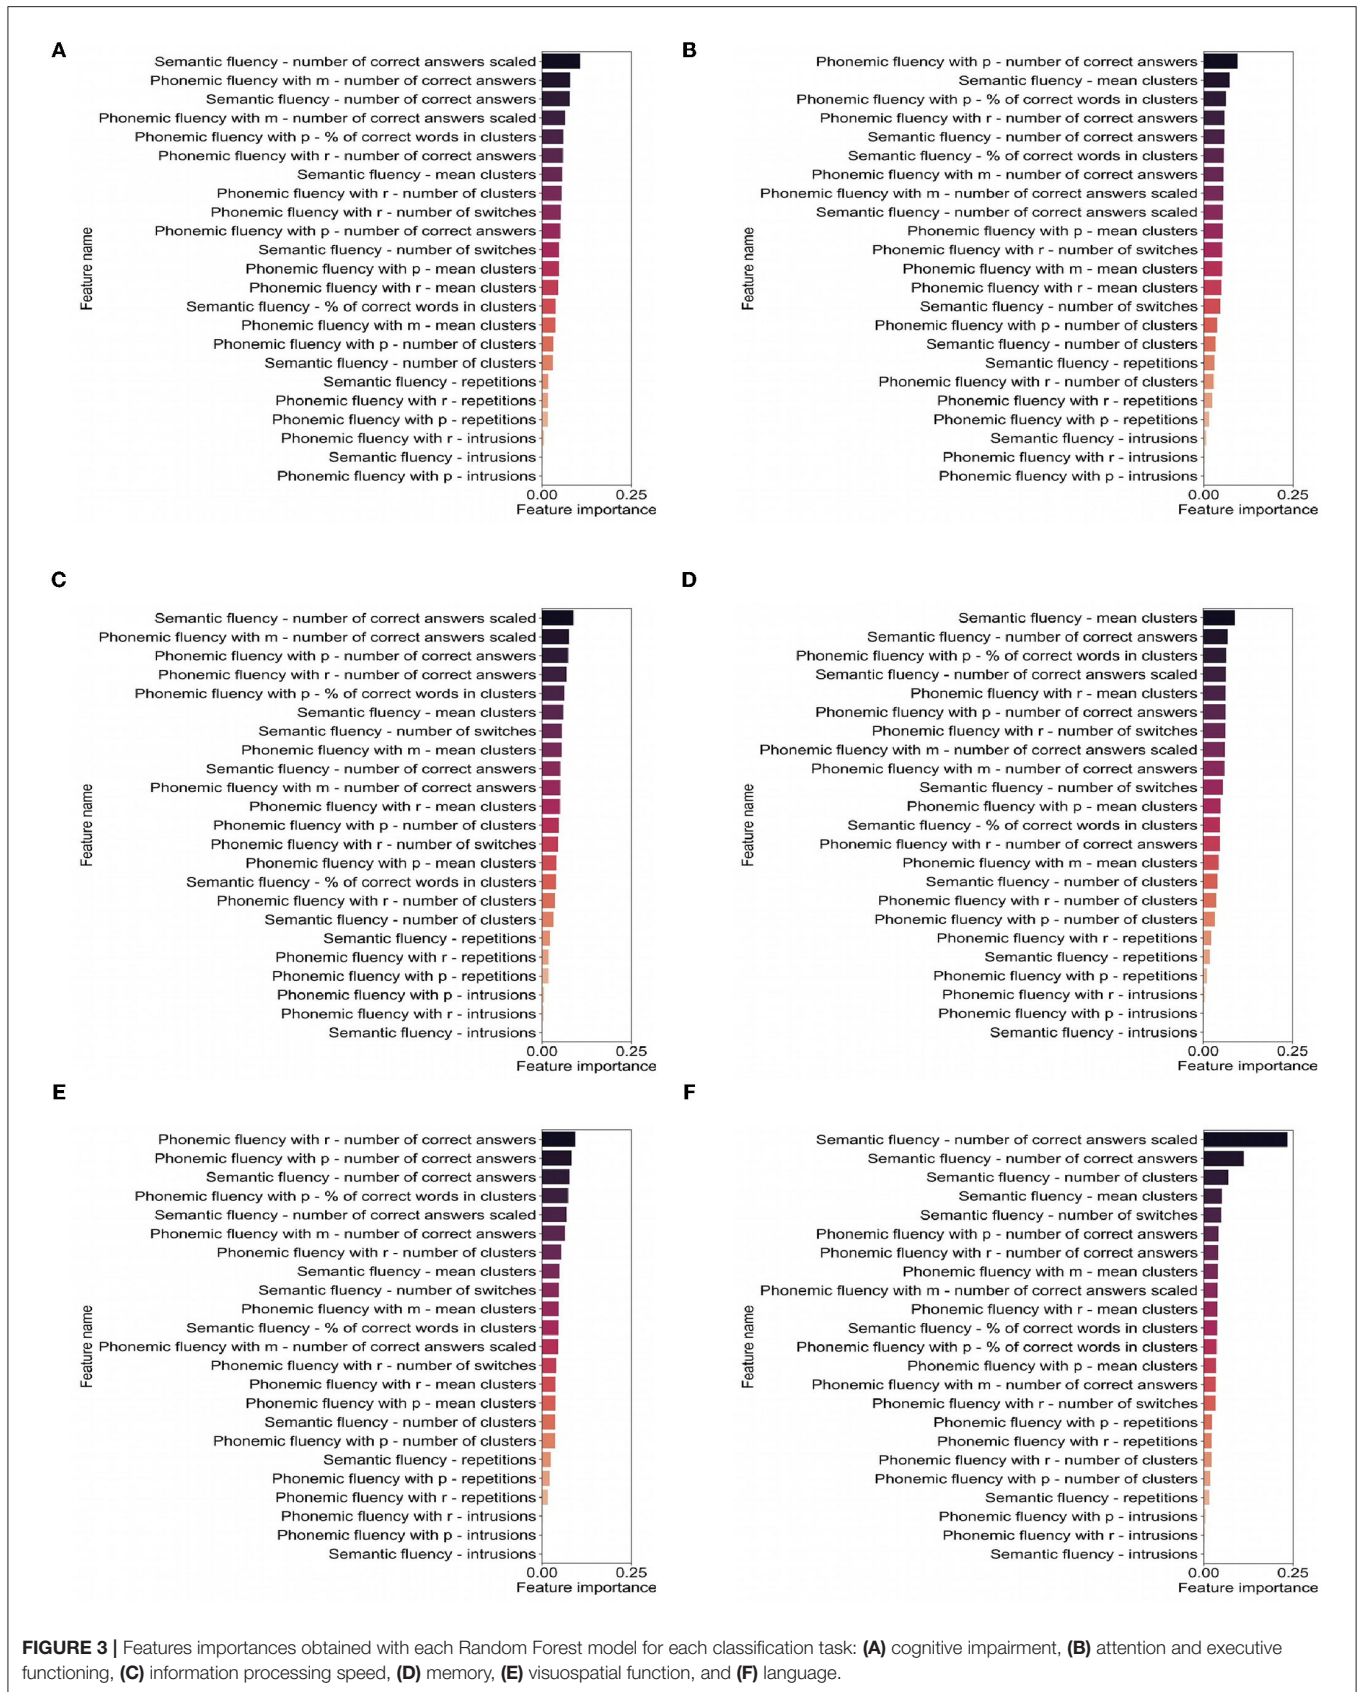 A
Semantic fluency - number of correct answers scaled
Phonemic fluency with m - number of correct answers
Semantic fluency - number of correct answers
Phonemic fluency with m - number of correct answers scaled
Phonemic fluency with p - % of correct words in clusters
Phonemic fluency with r - number of correct answers
Semantic fluency - mean clusters
Phonemic fluency with r - number of clusters
Phonemic fluency with r - number of switches
Phonemic fluency with p - number of correct answers
Semantic fluency - number of switches
Phonemic fluency with p - mean clusters
Phonemic fluency with r - mean clusters
Semantic fluency - % of correct words in clusters
Phonemic fluency with m - mean clusters
Phonemic fluency with p - number of clusters
Semantic fluency - number of clusters
Semantic fluency - repetitions
Phonemic fluency with r - repetitions
Phonemic fluency with p - repetitions
Phonemic fluency with r - intrusions
Semantic fluency - intrusions
Phonemic fluency with p - intrusions
Feature name
0.00 0.25
Feature importance
B
Phonemic fluency with p - number of correct answers
Semantic fluency - mean clusters
Phonemic fluency with p - % of correct words in clusters
Phonemic fluency with r - number of correct answers
Semantic fluency - number of correct answers
Semantic fluency - % of correct words in clusters
Phonemic fluency with m - number of correct answers
Phonemic fluency with m - number of correct answers scaled
Semantic fluency - number of correct answers scaled
Phonemic fluency with p - mean clusters
Phonemic fluency with r - number of switches
Phonemic fluency with m - mean clusters
Phonemic fluency with r - mean clusters
Semantic fluency - number of switches
Phonemic fluency with p - number of clusters
Semantic fluency - number of clusters
Semantic fluency - repetitions
Phonemic fluency with r - number of clusters
Phonemic fluency with r - repetitions
Phonemic fluency with p - repetitions
Semantic fluency - intrusions
Phonemic fluency with r - intrusions
Phonemic fluency with p - intrusions
Feature name
0.00 0.25
Feature importance
C
Semantic fluency - number of correct answers scaled
Phonemic fluency with m - number of correct answers scaled
Phonemic fluency with p - number of correct answers
Phonemic fluency with r - number of correct answers
Phonemic fluency with p - % of correct words in clusters
Semantic fluency - mean clusters
Semantic fluency - number of switches
Phonemic fluency with m - mean clusters
Semantic fluency - number of correct answers
Phonemic fluency with m - number of correct answers
Phonemic fluency with r - mean clusters
Phonemic fluency with p - number of clusters
Phonemic fluency with r - number of switches
Phonemic fluency with p - mean clusters
Semantic fluency - % of correct words in clusters
Phonemic fluency with r - number of clusters
Semantic fluency - number of clusters
Semantic fluency - repetitions
Phonemic fluency with r - repetitions
Phonemic fluency with p - repetitions
Phonemic fluency with p - intrusions
Phonemic fluency with r - intrusions
Semantic fluency - intrusions
Feature name
0.00 0.25
Feature importance
D
Semantic fluency - mean clusters
Semantic fluency - number of correct answers
Phonemic fluency with p - % of correct words in clusters
Semantic fluency - number of correct answers scaled
Phonemic fluency with r - mean clusters
Phonemic fluency with p - number of correct answers
Phonemic fluency with r - number of switches
Phonemic fluency with m - number of correct answers scaled
Phonemic fluency with m - number of correct answers
Semantic fluency - number of switches
Phonemic fluency with p - mean clusters
Semantic fluency - % of correct words in clusters
Phonemic fluency with r - number of correct answers
Phonemic fluency with m - mean clusters
Semantic fluency - number of clusters
Phonemic fluency with r - number of clusters
Phonemic fluency with p - number of clusters
Phonemic fluency with r - repetitions
Semantic fluency - repetitions
Phonemic fluency with p - repetitions
Phonemic fluency with r - intrusions
Phonemic fluency with p - intrusions
Semantic fluency - intrusions
Feature name
0.00 0.25
Feature importance
E
Phonemic fluency with r - number of correct answers
Phonemic fluency with p - number of correct answers
Semantic fluency - number of correct answers
Phonemic fluency with p - % of correct words in clusters
Semantic fluency - number of correct answers scaled
Phonemic fluency with m - number of correct answers
Phonemic fluency with r - number of clusters
Semantic fluency - mean clusters
Semantic fluency - number of switches
Phonemic fluency with m - mean clusters
Semantic fluency - % of correct words in clusters
Phonemic fluency with m - number of correct answers scaled
Phonemic fluency with r - number of switches
Phonemic fluency with r - mean clusters
Phonemic fluency with p - mean clusters
Semantic fluency - number of clusters
Phonemic fluency with p - number of clusters
Semantic fluency - repetitions
Phonemic fluency with p - repetitions
Phonemic fluency with r - repetitions
Phonemic fluency with r - intrusions
Phonemic fluency with p - intrusions
Semantic fluency - intrusions
Feature name
0.00 0.25
Feature importance
F
Semantic fluency - number of correct answers scaled
Semantic fluency - number of correct answers
Semantic fluency - number of clusters
Semantic fluency - mean clusters
Semantic fluency - number of switches
Phonemic fluency with p - number of correct answers
Phonemic fluency with r - number of correct answers
Phonemic fluency with m - mean clusters
Phonemic fluency with m - number of correct answers scaled
Phonemic fluency with r - mean clusters
Semantic fluency - % of correct words in clusters
Phonemic fluency with p - % of correct words in clusters
Phonemic fluency with p - mean clusters
Phonemic fluency with m - number of correct answers
Phonemic fluency with r - number of switches
Phonemic fluency with p - repetitions
Phonemic fluency with r - repetitions
Phonemic fluency with r - number of clusters
Phonemic fluency with p - number of clusters
Semantic fluency - repetitions
Phonemic fluency with p - intrusions
Phonemic fluency with r - intrusions
Semantic fluency - intrusions
Feature name
0.00 0.25
Feature importance
FIGURE 3 | Features importances obtained with each Random Forest model for each classification task: (A) cognitive impairment, (B) attention and executive
functioning, (C) information processing speed, (D) memory, (E) visuospatial function, and (F) language.